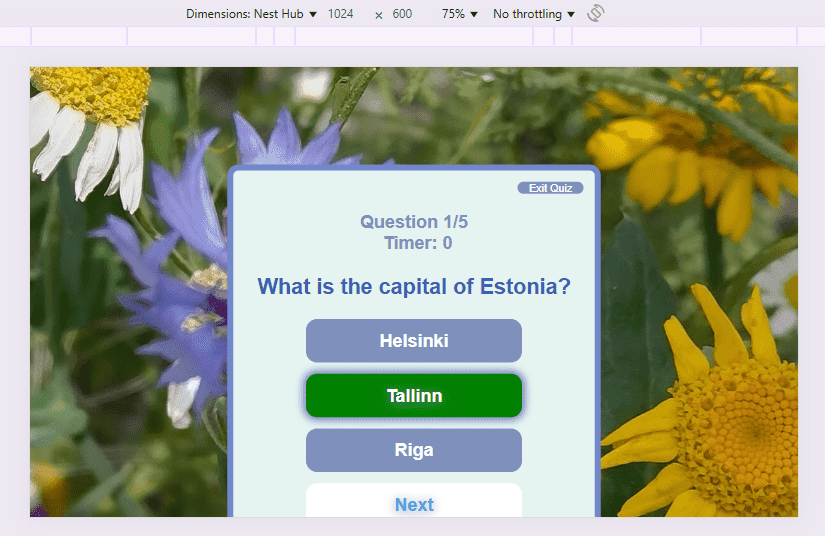 Dimensions: Nest Hub ▼ 1024 × 600 75% ▼ No throttling ▼
Exit Quiz
Question 1/5
Timer: 0
What is the capital of Estonia?
Helsinki
Tallinn
Riga
Next